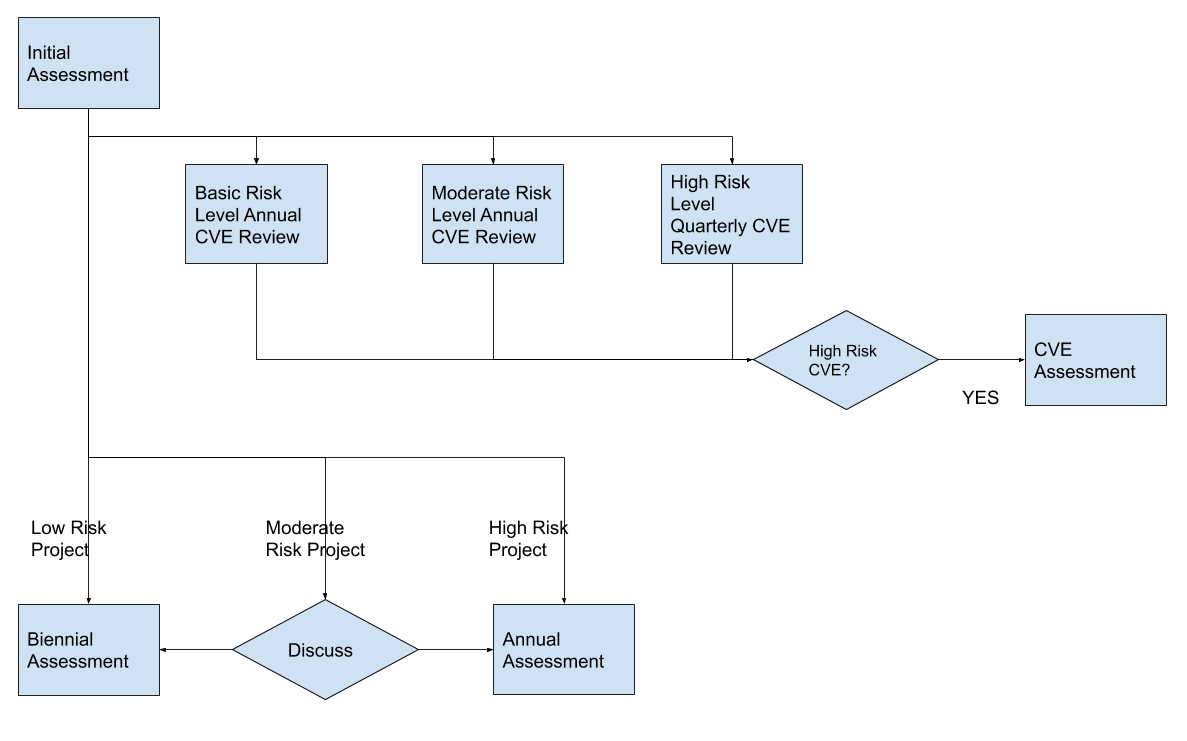 Initial
Assessment
Basic Risk
Level Annual
CVE Review
Moderate Risk
Level Annual
CVE Review
High Risk
Level
Quarterly CVE
Review
High Risk
CVE?
YES
CVE
Assessment
Low Risk
Project
Moderate
Risk Project
High Risk
Project
Biennial
Assessment
Discuss
Annual
Assessment